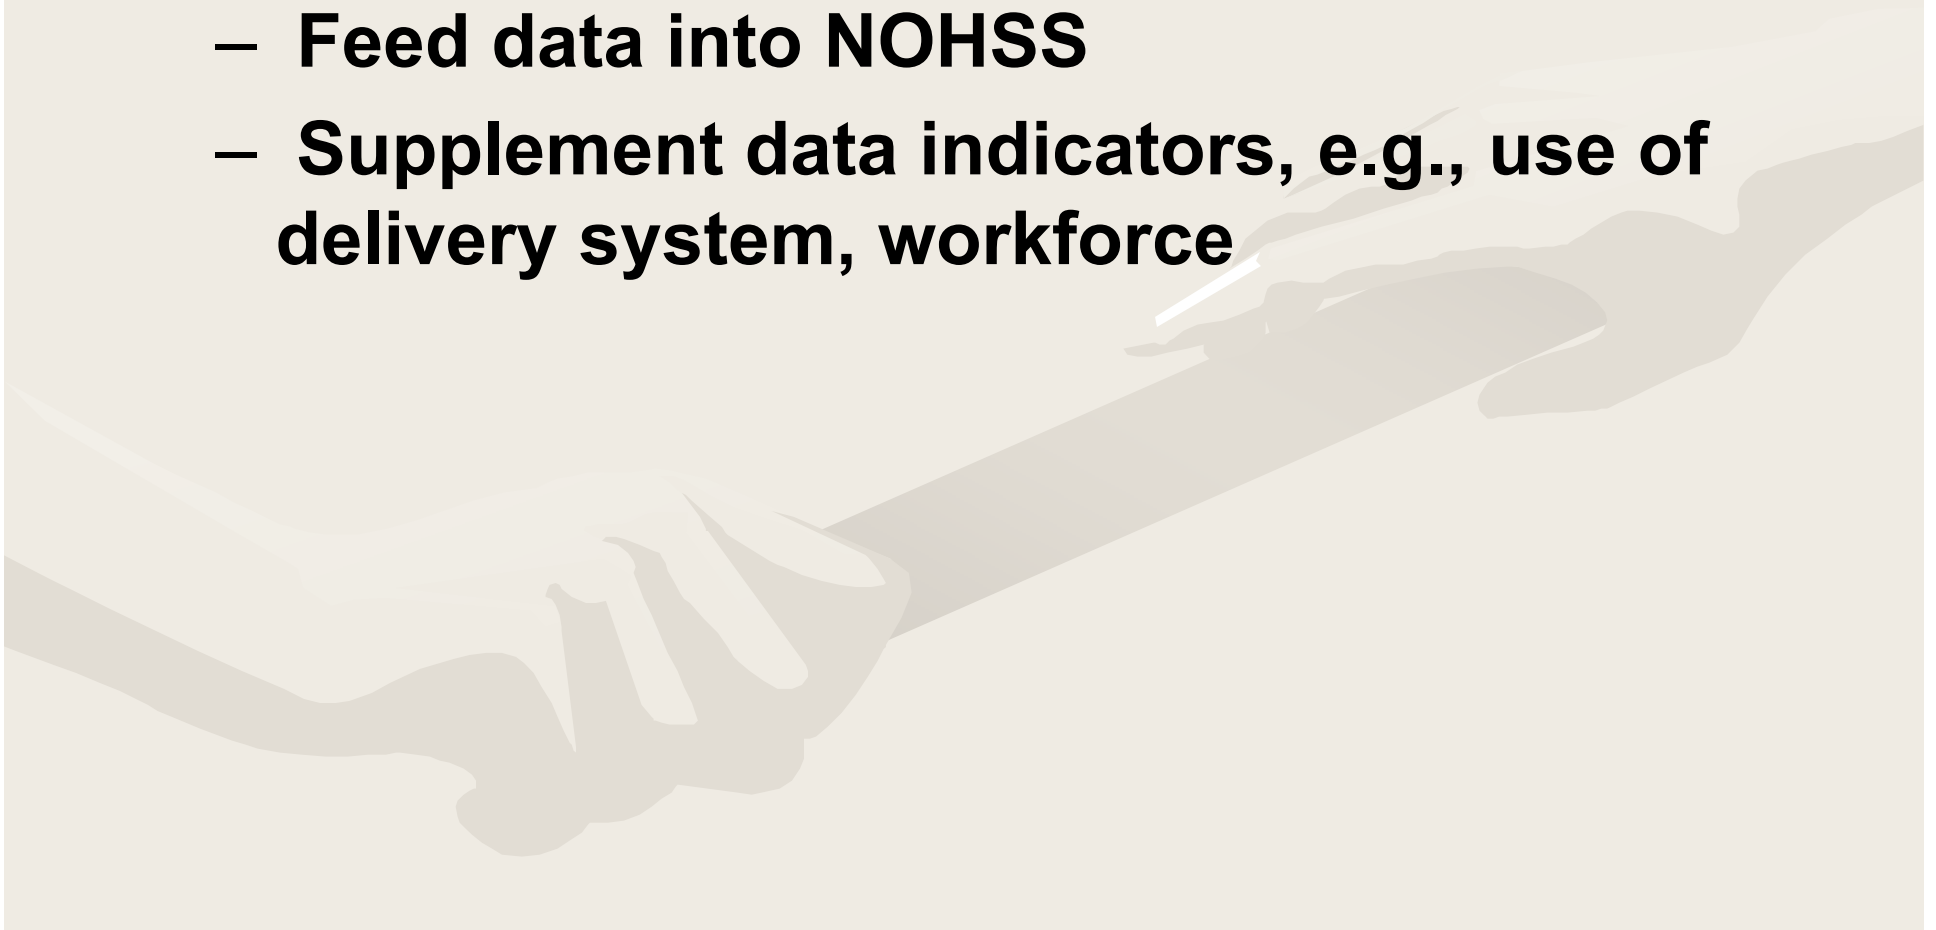 – Feed data into NOHSS
– Supplement data indicators, e.g., use of
delivery system, workforce